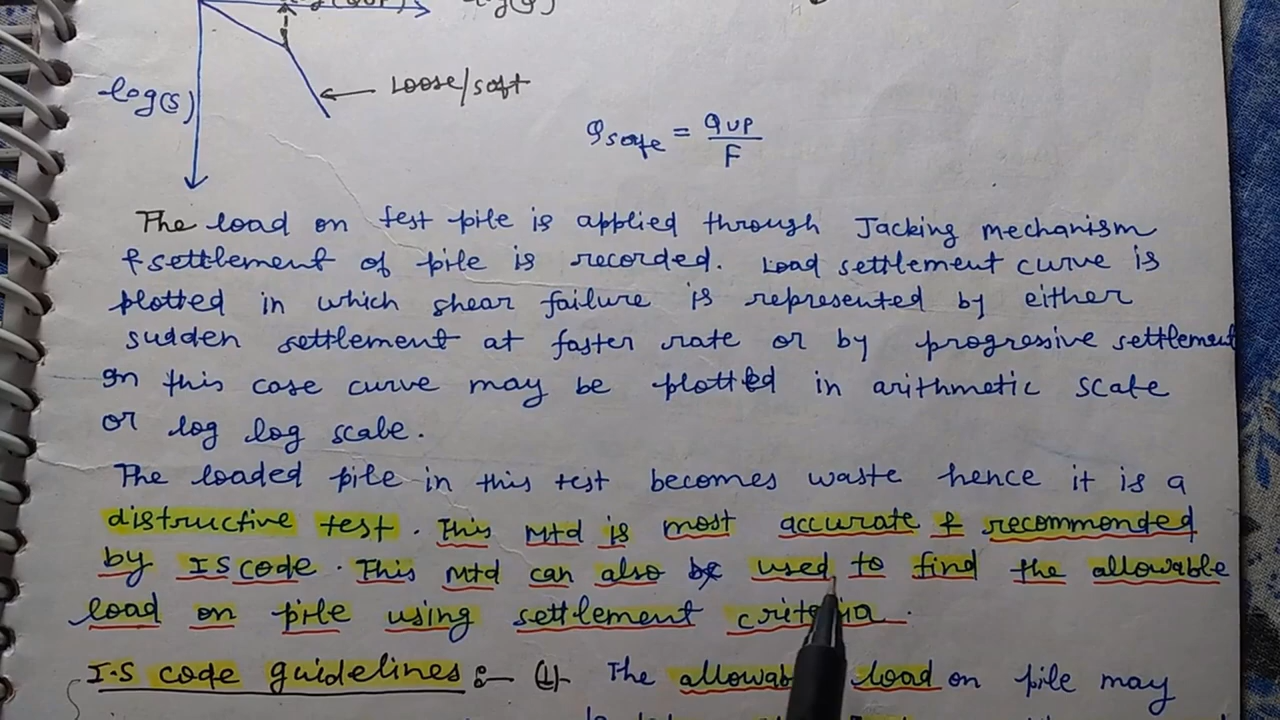 log(Qup)
log(s)
Loose/soft
Qsafe = Qup
F
The load on test pile is applied through Jacking mechanism
& settlement of pile is recorded. Load settlement curve is
plotted in which shear failure is represented by either
sudden settlement at faster rate or by progressive settlement
In this case curve may be plotted in arithmetic scale
or log log scale.
The loaded pile in this test becomes waste hence it is a
distructive test. This Mtd is most accurate & recommonded
by IS code. This Mtd can also be used to find the allowable
load on pile using settlement criteria.
I.S code guidelines :- (1) The allowable load on pile may